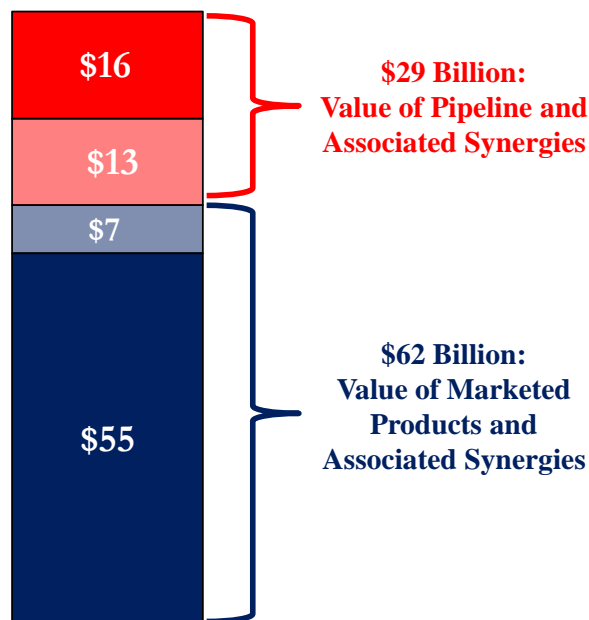 $16
$13
$7
$55
$29 Billion:
Value of Pipeline and
Associated Synergies
$62 Billion:
Value of Marketed
Products and
Associated Synergies